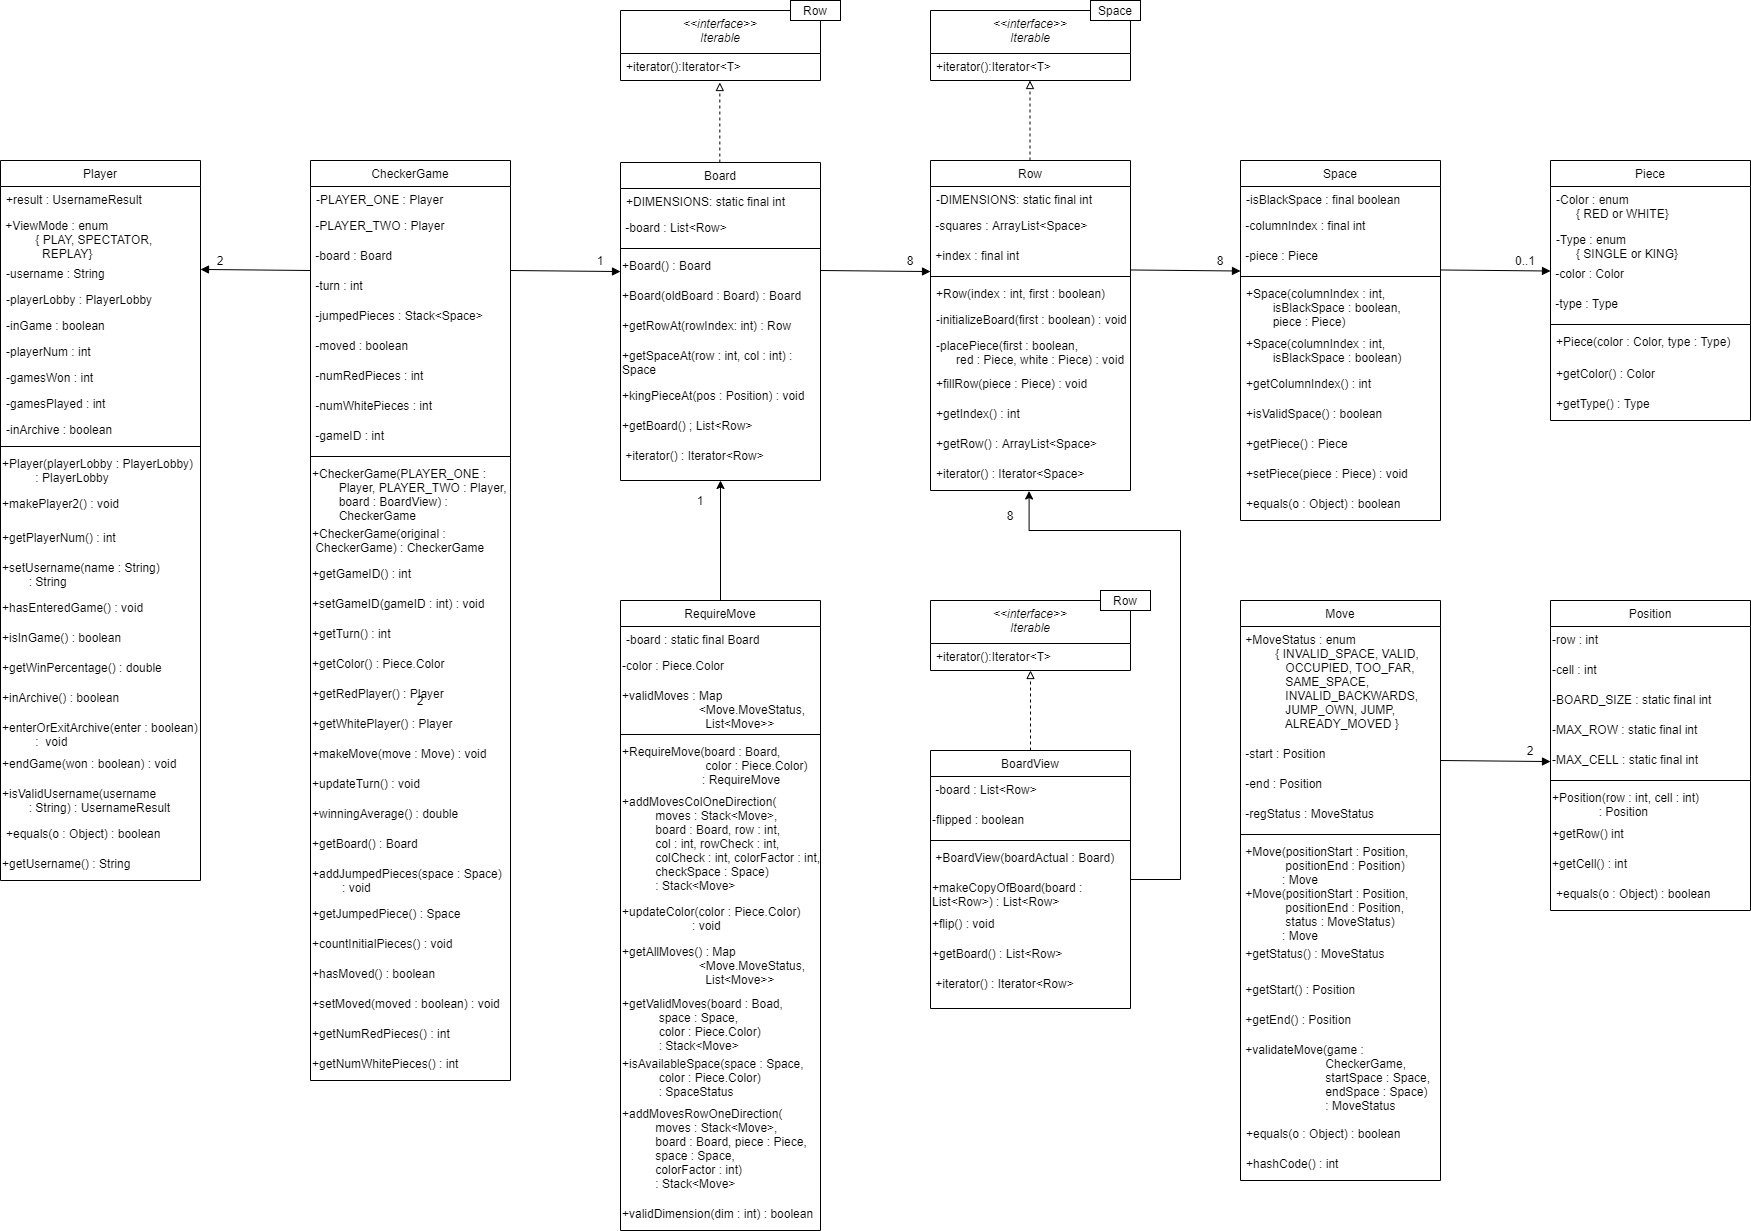 Row
<<interface>>
Iterable
+iterator():Iterator<T>
Space
<<interface>>
Iterable
+iterator():Iterator<T>
Player
+result : UsernameResult
+ViewMode : enum
{ PLAY, SPECTATOR,
REPLAY}
-username : String
-playerLobby : PlayerLobby
-inGame : boolean
-playerNum : int
-gamesWon : int
-gamesPlayed : int
-inArchive : boolean
+Player(playerLobby : PlayerLobby)
: PlayerLobby
+makePlayer2() : void
+getPlayerNum() : int
+setUsername(name : String)
: String
+hasEnteredGame() : void
+isInGame() : boolean
+getWinPercentage() : double
+inArchive() : boolean
+enterOrExitArchive(enter : boolean)
: void
+endGame(won : boolean) : void
+isValidUsername(username
: String) : UsernameResult
+equals(o : Object) : boolean
+getUsername() : String
2
CheckerGame
-PLAYER_ONE : Player
-PLAYER_TWO : Player
-board : Board
-turn : int
-jumpedPieces : Stack<Space>
-moved : boolean
-numRedPieces : int
-numWhitePieces : int
-gameID : int
+CheckerGame(PLAYER_ONE :
Player, PLAYER_TWO : Player,
board : BoardView) :
CheckerGame
+CheckerGame(original :
CheckerGame) : CheckerGame
+getGameID() : int
+setGameID(gameID : int) : void
+getTurn() : int
+getColor() : Piece.Color
+getRedPlayer() : Player
2
+getWhitePlayer() : Player
+makeMove(move : Move) : void
+updateTurn() : void
+winningAverage() : double
+getBoard() : Board
+addJumpedPieces(space : Space)
: void
+getJumpedPiece() : Space
+countInitialPieces() : void
+hasMoved() : boolean
+setMoved(moved : boolean) : void
+getNumRedPieces() : int
+getNumWhitePieces() : int
1
Board
+DIMENSIONS: static final int
-board : List<Row>
+Board() : Board
+Board(oldBoard : Board) : Board
+getRowAt(rowIndex: int) : Row
+getSpaceAt(row : int, col : int) :
Space
+kingPieceAt(pos : Position) : void
+getBoard() ; List<Row>
+iterator() : Iterator<Row>
8
Row
-DIMENSIONS: static final int
-squares : ArrayList<Space>
+index : final int
+Row(index : int, first : boolean)
-initializeBoard(first : boolean) : void
-placePiece(first : boolean,
red : Piece, white : Piece) : void
+fillRow(piece : Piece) : void
+getIndex() : int
+getRow() : ArrayList<Space>
+iterator() : Iterator<Space>
8
Space
-isBlackSpace : final boolean
-columnIndex : final int
-piece : Piece
+Space(columnIndex : int,
isBlackSpace : boolean,
piece : Piece)
+Space(columnIndex : int,
isBlackSpace : boolean)
+getColumnIndex() : int
+isValidSpace() : boolean
+getPiece() : Piece
+setPiece(piece : Piece) : void
+equals(o : Object) : boolean
0..1
Piece
-Color : enum
{ RED or WHITE}
-Type : enum
{ SINGLE or KING}
-color : Color
-type : Type
+Piece(color : Color, type : Type)
+getColor() : Color
+getType() : Type
1
RequireMove
-board : static final Board
-color : Piece.Color
+validMoves : Map
<Move.MoveStatus,
List<Move>>
+RequireMove(board : Board,
color : Piece.Color)
: RequireMove
+addMovesColOneDirection(
moves : Stack<Move>,
board : Board, row : int,
col : int, rowCheck : int,
colCheck : int, colorFactor : int,
checkSpace : Space)
: Stack<Move>
+updateColor(color : Piece.Color)
: void
+getAllMoves() : Map
<Move.MoveStatus,
List<Move>>
+getValidMoves(board : Boad,
space : Space,
color : Piece.Color)
: Stack<Move>
+isAvailableSpace(space : Space,
color : Piece.Color)
: SpaceStatus
+addMovesRowOneDirection(
moves : Stack<Move>,
board : Board, piece : Piece,
space : Space,
colorFactor : int)
: Stack<Move>
+validDimension(dim : int) : boolean
8
Row
<<interface>>
Iterable
+iterator():Iterator<T>
BoardView
-board : List<Row>
-flipped : boolean
+BoardView(boardActual : Board)
+makeCopyOfBoard(board :
List<Row>) : List<Row>
+flip() : void
+getBoard() : List<Row>
+iterator() : Iterator<Row>
Move
+MoveStatus : enum
{ INVALID_SPACE, VALID,
OCCUPIED, TOO_FAR,
SAME_SPACE,
INVALID_BACKWARDS,
JUMP_OWN, JUMP,
ALREADY_MOVED }
-start : Position
-end : Position
-regStatus : MoveStatus
+Move(positionStart : Position,
positionEnd : Position)
: Move
+Move(positionStart : Position,
positionEnd : Position,
status : MoveStatus)
: Move
+getStatus() : MoveStatus
+getStart() : Position
+getEnd() : Position
+validateMove(game :
CheckerGame,
startSpace : Space,
endSpace : Space)
: MoveStatus
+equals(o : Object) : boolean
+hashCode() : int
2
Position
-row : int
-cell : int
-BOARD_SIZE : static final int
-MAX_ROW : static final int
-MAX_CELL : static final int
+Position(row : int, cell : int)
: Position
+getRow() int
+getCell() : int
+equals(o : Object) : boolean